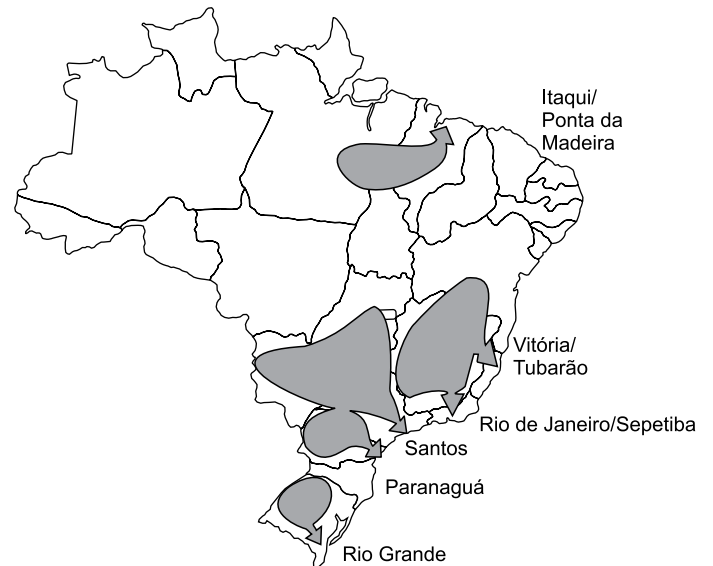 Itaqui/
Ponta da
Madeira
Vitória/
Tubarão
Rio de Janeiro/Sepetiba
Santos
Paranaguá
Rio Grande